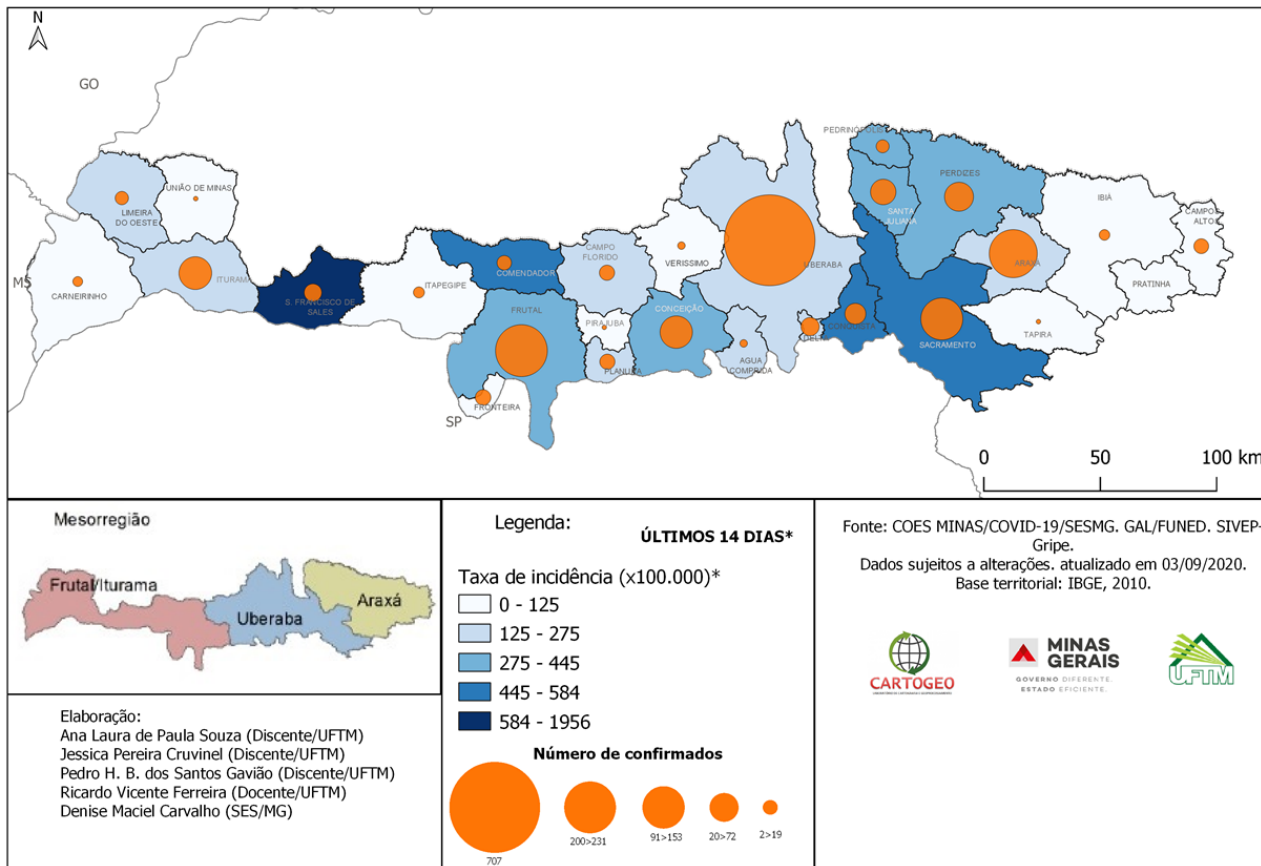 N
GO
PEDRINÓPOLIS
UNIÃO DE MINAS
PERDIZES
IBIÁ
LIMEIRA
DO OESTE
SANTA
JULIANA
CAMPOS
ALTOS
CAMPO
FLORIDO
VERISSIMO
UBERABA
ARAXÁ
MS
CARNEIRINHO
ITURAMA
COMENDADOR
ITAPEGIPE
PRATINHA
S. FRANCISCO DE
SALES
FRUTAL
CONCEIÇÃO
PIRAJUBA
CONQUISTA
TAPIRA
SACRAMENTO
AGUA
COMPRIDA
PLANURA
FRONTEIRA
SP
0 50 100 km
Mesorregião
Frutal/Iturama
Uberaba
Araxá
Elaboração:
Ana Laura de Paula Souza (Discente/UFTM)
Jessica Pereira Cruvinel (Discente/UFTM)
Pedro H. B. dos Santos Gavião (Discente/UFTM)
Ricardo Vicente Ferreira (Docente/UFTM)
Denise Maciel Carvalho (SES/MG)
Legenda:
ÚLTIMOS 14 DIAS*
Taxa de incidência (x100.000)*
0 - 125
125 - 275
275 - 445
445 - 584
584 - 1956
Número de confirmados
707
200>231
91>153
20>72
2>19
Fonte: COES MINAS/COVID-19/SESMG. GAL/FUNED. SIVEP-
Gripe.
Dados sujeitos a alterações. atualizado em 03/09/2020.
Base territorial: IBGE, 2010.
CARTOGEO
MINAS
GERAIS
GOVERNO DIFERENTE.
ESTADO EFICIENTE.
UFTM